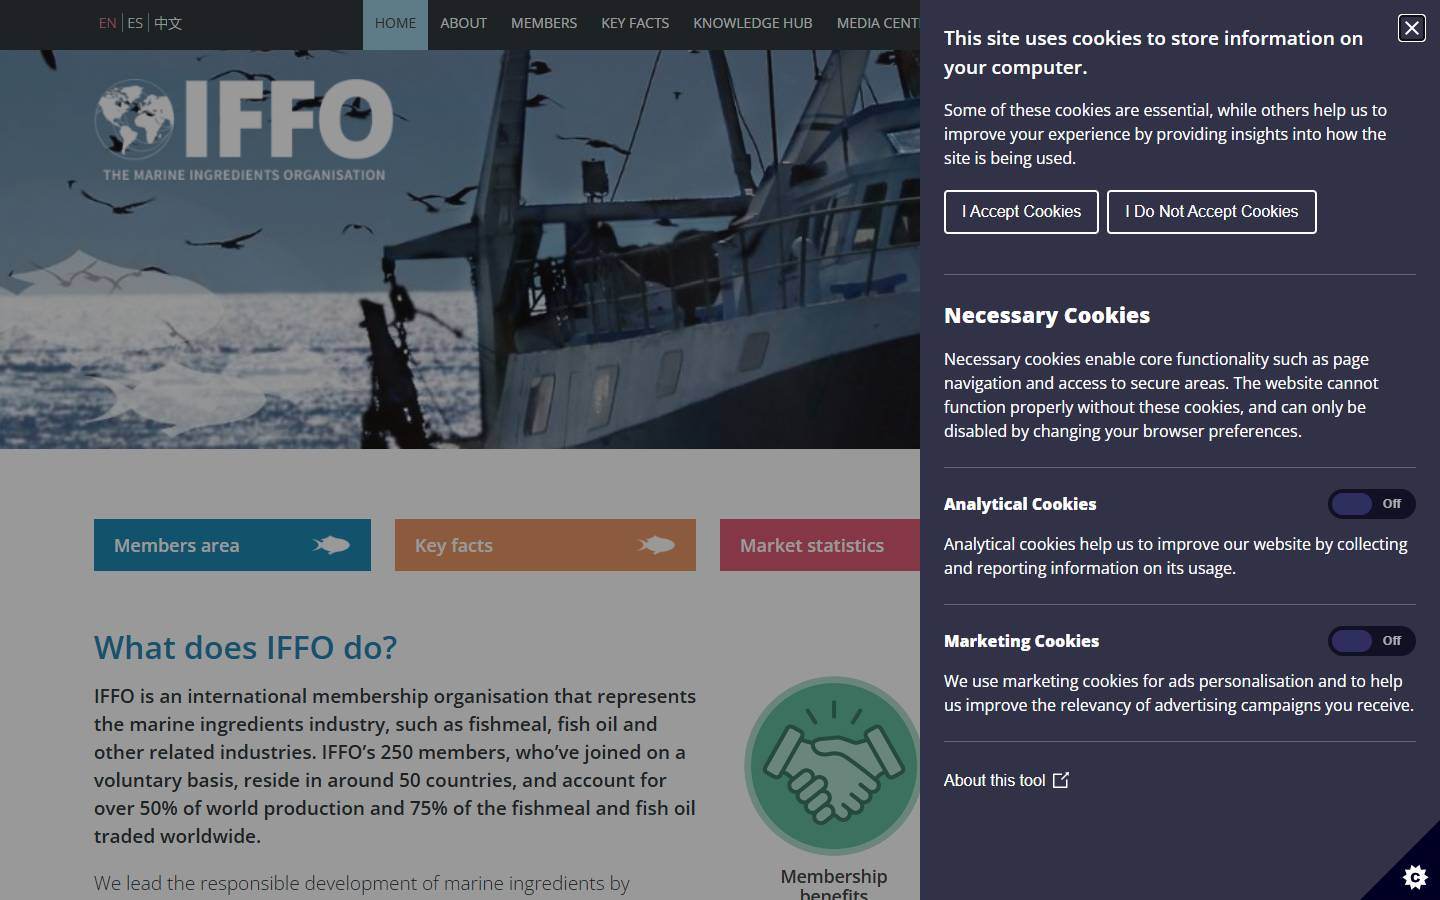 EN ES 中文
HOME ABOUT MEMBERS KEY FACTS KNOWLEDGE HUB MEDIA
IFFO
THE MARINE INGREDIENTS ORGANISATION
Members area
Key facts
Market statistics
What does IFFO do?
IFFO is an international membership organisation that represents
the marine ingredients industry, such as fishmeal, fish oil and
other related industries. IFFO’s 250 members, who’ve joined on a
voluntary basis, reside in around 50 countries, and account for
over 50% of world production and 75% of the fishmeal and fish oil
traded worldwide.
We lead the responsible development of marine ingredients by
Membership
benefits
This site uses cookies to store information on
your computer.
Some of these cookies are essential, while others help us to
improve your experience by providing insights into how the
site is being used.
I Accept Cookies
I Do Not Accept Cookies
Necessary Cookies
Necessary cookies enable core functionality such as page
navigation and access to secure areas. The website cannot
function properly without these cookies, and can only be
disabled by changing your browser preferences.
Analytical Cookies
Off
Analytical cookies help us to improve our website by collecting
and reporting information on its usage.
Marketing Cookies
Off
We use marketing cookies for ads personalisation and to help
us improve the relevancy of advertising campaigns you receive.
About this tool